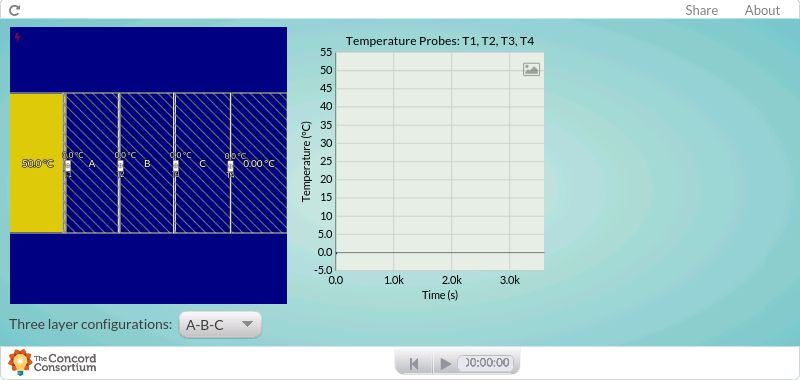 Share
About
Temperature Probes: T1, T2, T3, T4
55
50
45
40
35
30
25
20
15
10
5.0
0.0
-5.0
Temperature (°C)
0.0
1.0k
2.0k
3.0k
Time (s)
50.0 °C
0.0 °C
A
0.0 °C
B
0.0 °C
C
0.0 °C
0.00 °C
Three layer configurations:
A-B-C
The Concord
Consortium
00:00:00